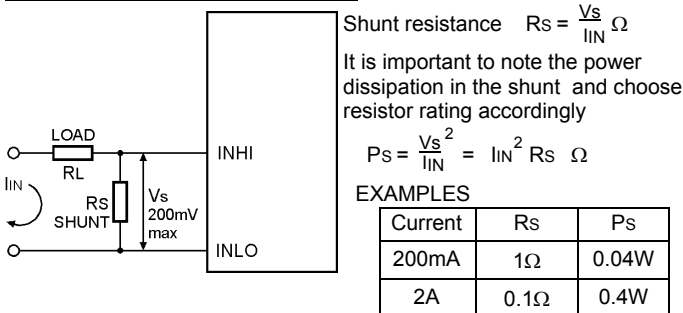 Shunt resistance Rs = Vs / IIN Ω
It is important to note the power
dissipation in the shunt and choose
resistor rating accordingly
Ps = Vs² / IIN = IIN² Rs Ω
EXAMPLES
Current Rs Ps
200mA 1Ω 0.04W
2A 0.1Ω 0.4W
LOAD
RL
IIN
Rs
SHUNT
Vs
200mV
max
INHI
INLO